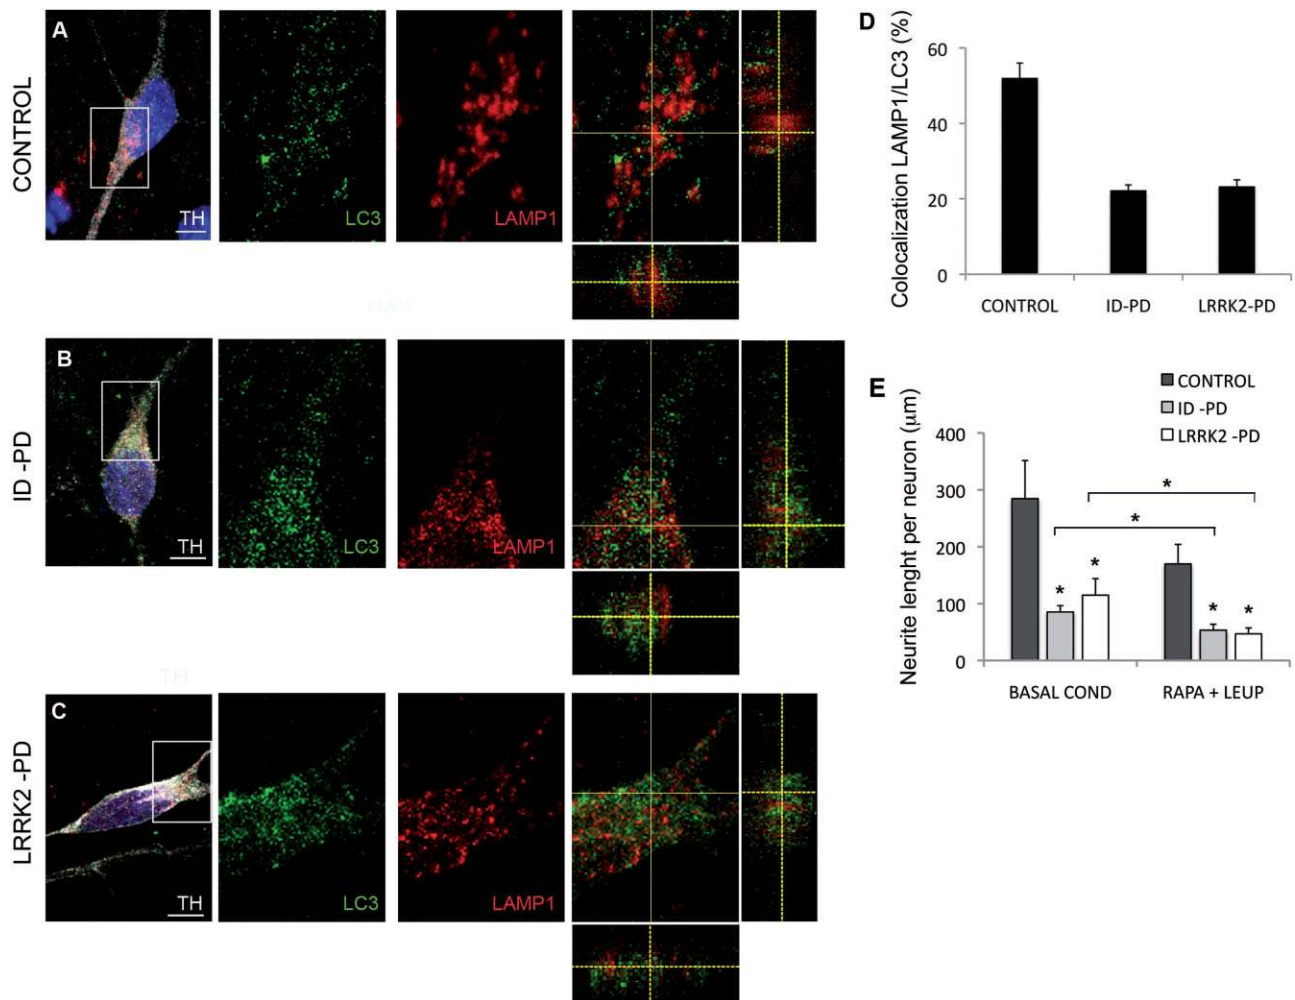 A
CONTROL
TH
LC3
LAMP1
B
ID -PD
TH
LC3
LAMP1
TH
C
LRRK2 -PD
TH
LC3
LAMP1
D
Colocalization LAMP1/LC3 (%)
60
40
20
0
CONTROL
ID-PD
LRRK2-PD
E
CONTROL
ID -PD
LRRK2 -PD
Neurite lenght per neuron (μm)
400
300
200
100
0
*
*
*
*
*
*
BASAL COND
RAPA + LEUP